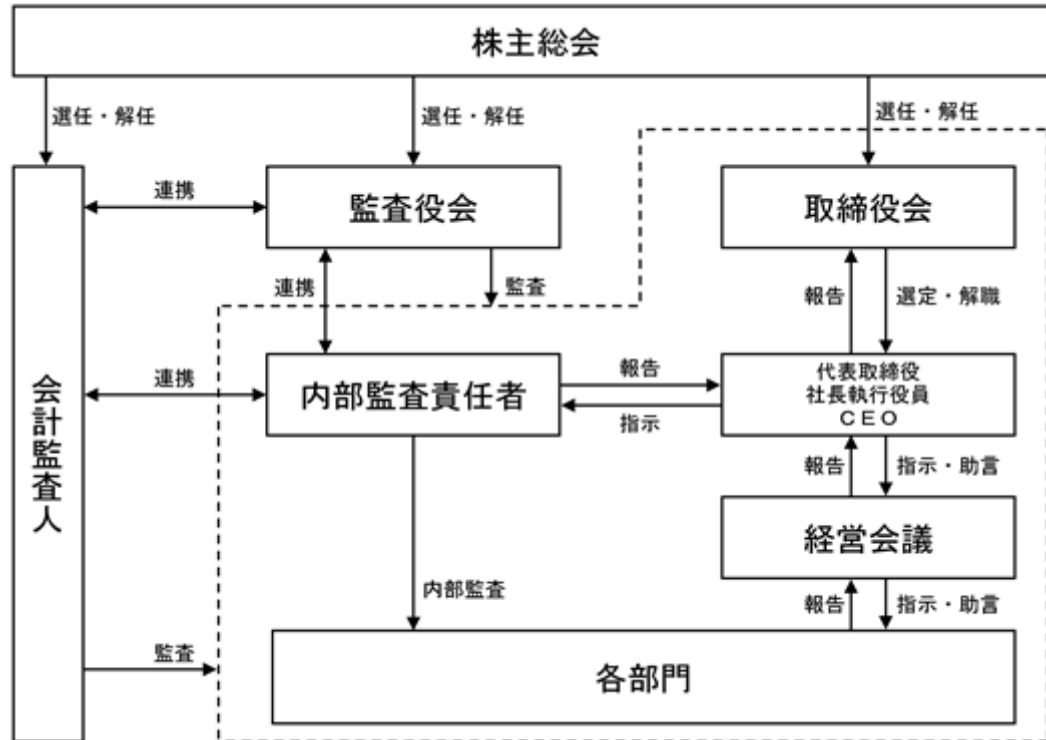 株主総会
選任・解任
選任・解任
選任・解任
連携
監査役会
取締役会
連携
監査
報告
選定・解職
会計監査人
連携
内部監査責任者
報告
指示
代表取締役
社長執行役員
CEO
報告
指示・助言
経営会議
内部監査
報告
指示・助言
監査
各部門